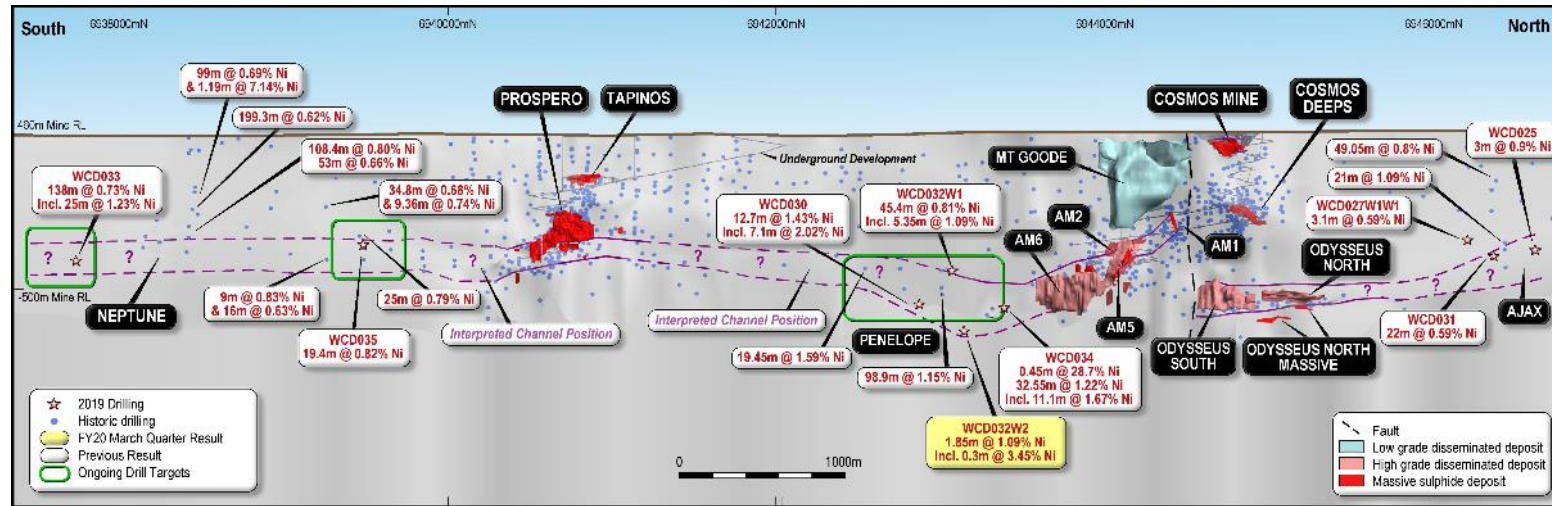 South
6938000mN
6940000mN
6942000mN
6944000mN
6946000mN
North
99m @ 0.69% Ni
& 1.19m @ 7.14% Ni
199.3m @ 0.62% Ni
108.4m @ 0.80% Ni
53m @ 0.66% Ni
PROSPERO
TAPINOS
COSMOS MINE
COSMOS
DEEPS
WCD025
3m @ 0.9% Ni
49.05m @ 0.8% Ni
460m Mine RL
Underground Development
MT GOODE
21m @ 1.09% Ni
WCD033
138m @ 0.73% Ni
Incl. 25m @ 1.23% Ni
34.8m @ 0.68% Ni
& 9.36m @ 0.74% Ni
WCD030
12.7m @ 1.43% Ni
Incl. 7.1m @ 2.02% Ni
WCD032W1
45.4m @ 0.81% Ni
Incl. 5.35m @ 1.09% Ni
AM2
AM6
AM1
WCD027W1W1
3.1m @ 0.59% Ni
ODYSSEUS
NORTH
?
?
?
?
?
?
?
?
?
-500m Mine RL
NEPTUNE
9m @ 0.83% Ni
& 16m @ 0.63% Ni
25m @ 0.79% Ni
WCD035
19.4m @ 0.82% Ni
Interpreted Channel Position
Interpreted Channel Position
19.45m @ 1.59% Ni
PENELOPE
98.9m @ 1.15% Ni
AM5
WCD034
0.45m @ 28.7% Ni
32.55m @ 1.22% Ni
Incl. 11.1m @ 1.67% Ni
ODYSSEUS
SOUTH
ODYSSEUS NORTH
MASSIVE
WCD031
22m @ 0.59% Ni
AJAX
WCD032W2
1.85m @ 1.09% Ni
Incl. 0.3m @ 3.45% Ni
2019 Drilling
Historic drilling
FY20 March Quarter Result
Previous Result
Ongoing Drill Targets
0
1000m
Fault
Low grade disseminated deposit
High grade disseminated deposit
Massive sulphide deposit